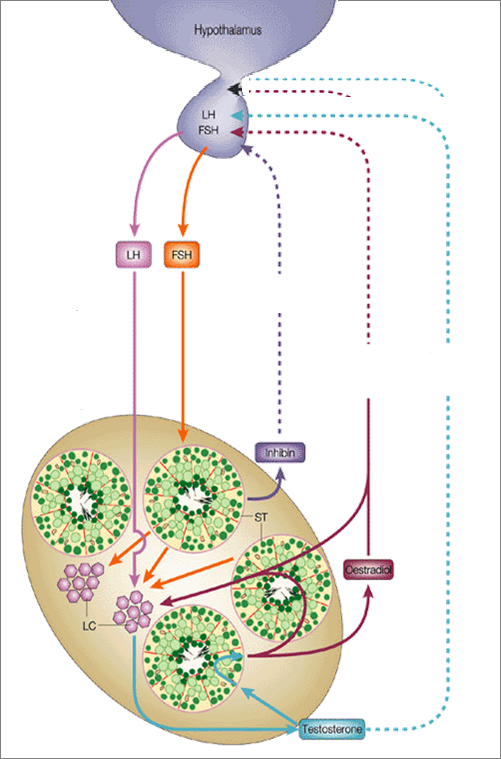 Hypothalamus
LH
FSH
LH
FSH
Inhibin
ST
Oestradiol
LC
Testosterone